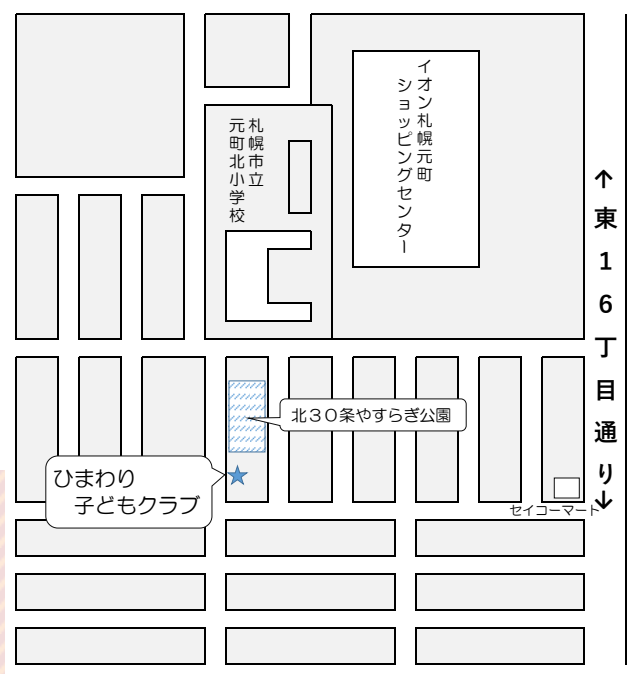 イオン札幌元町
ショッピングセンター
札幌市立
元町北小学校
↑東16丁目通り↓
北３０条やすらぎ公園
ひまわり
子どもクラブ
セイコーマート